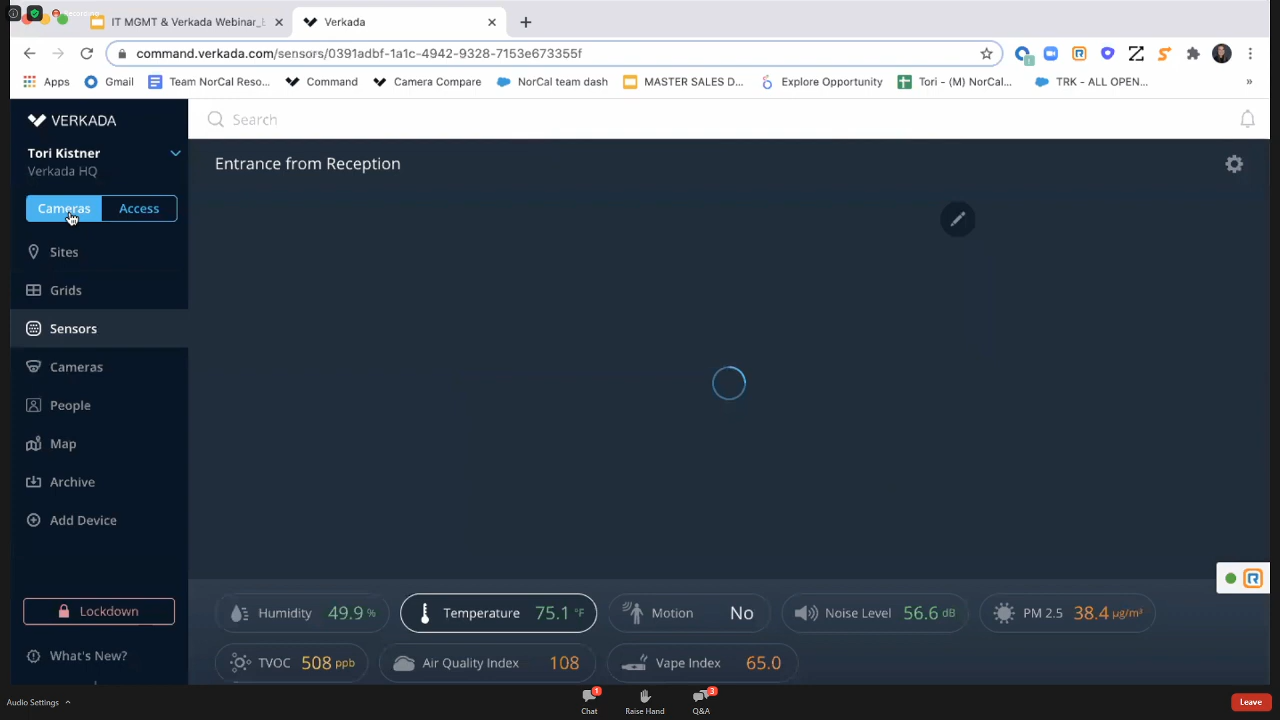 Recording
IT MGMT & Verkada Webinar_
Verkada
command.verkada.com/sensors/0391adbf-1a1c-4942-9328-7153e673355f
Apps
Gmail
Team NorCal Reso...
Command
Camera Compare
NorCal team dash
MASTER SALES D...
Explore Opportunity
Tori - (M) NorCal...
TRK - ALL OPEN...
»
VERKADA
Search
Tori Kistner
Verkada HQ
Entrance from Reception
Cameras
Access
Sites
Grids
Sensors
Cameras
People
Map
Archive
Add Device
Lockdown
What's New?
Humidity 49.9 %
Temperature 75.1 °F
Motion No
Noise Level 56.6 dB
PM 2.5 38.4 µg/m³
TVOC 508 ppb
Air Quality Index 108
Vape Index 65.0
Audio Settings
1
Chat
Raise Hand
3
Q&A
Leave